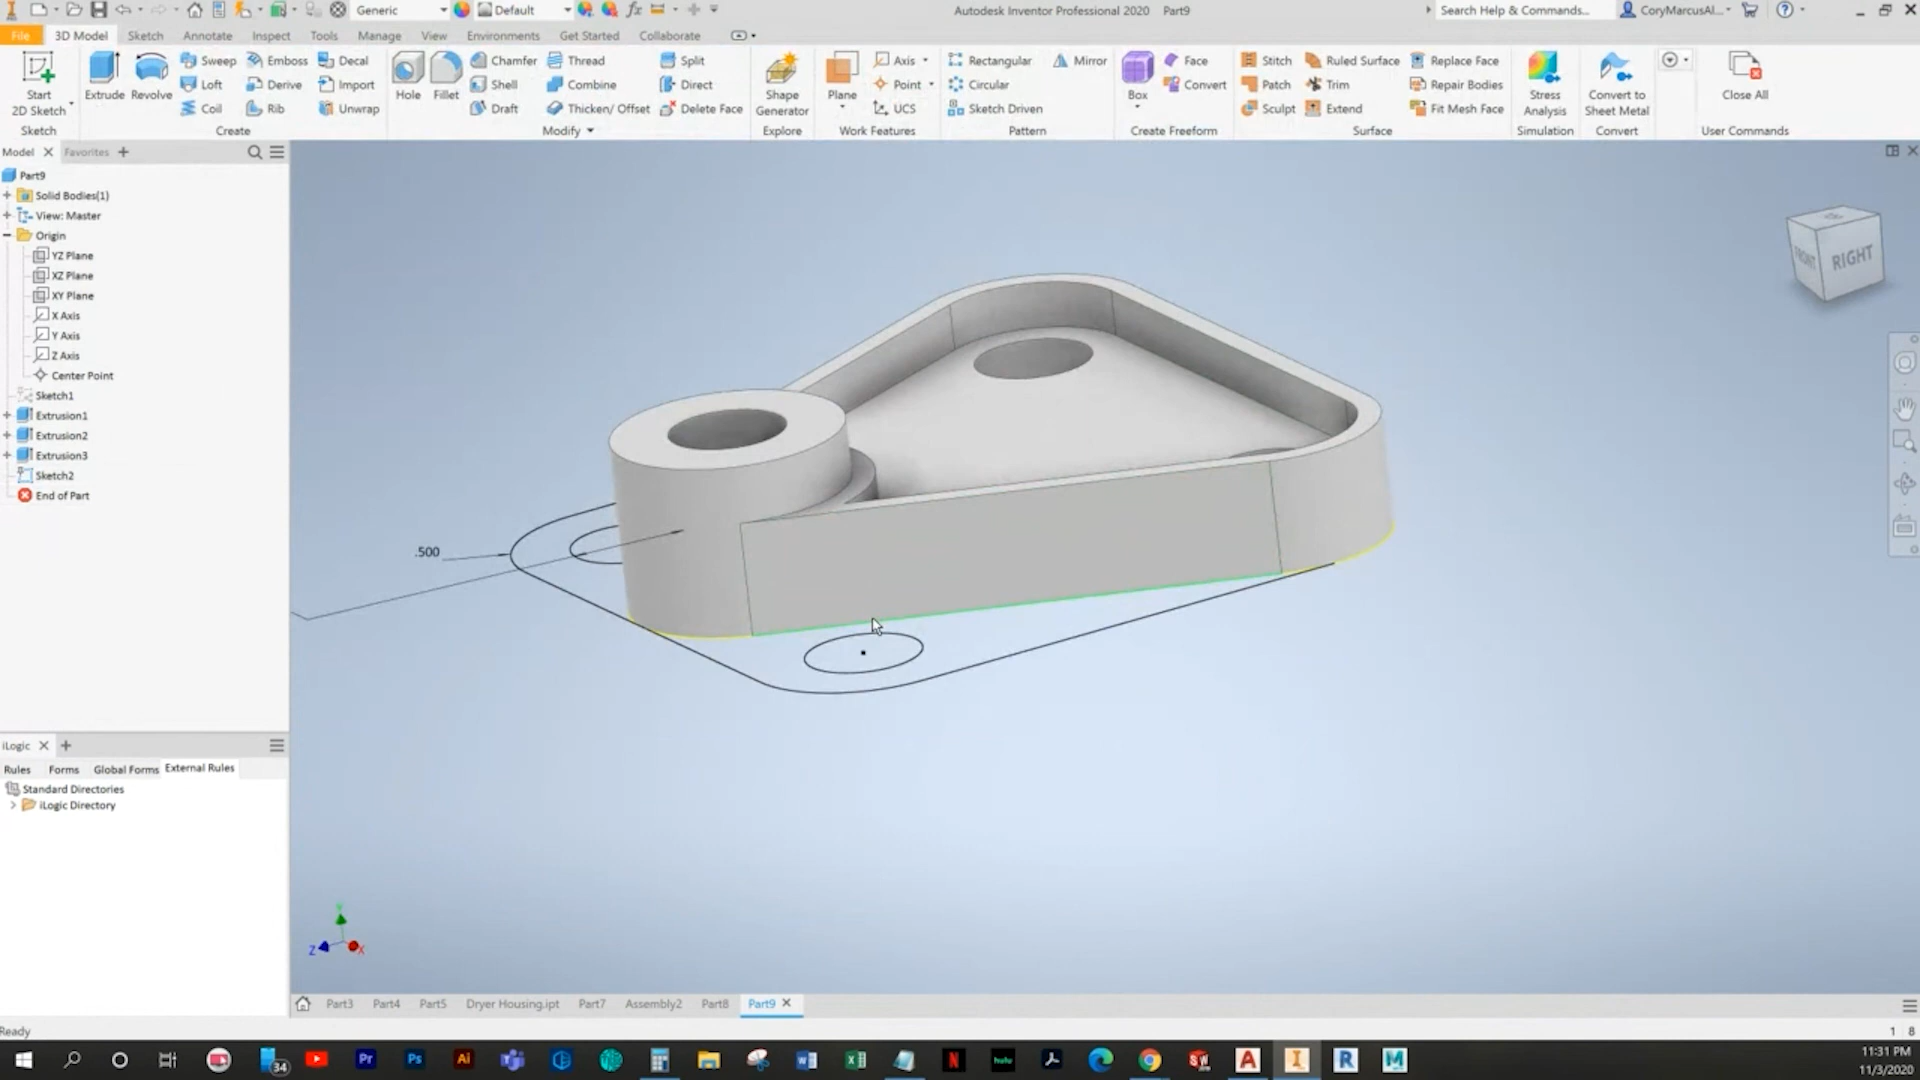 Generic
Default
fx
Autodesk Inventor Professional 2020 Part9
Search Help & Commands...
CoryMarcusAl...
File
3D Model
Sketch
Annotate
Inspect
Tools
Manage
View
Environments
Get Started
Collaborate
Start
2D Sketch
Extrude
Revolve
Sweep
Loft
Coil
Emboss
Derive
Rib
Decal
Import
Unwrap
Hole
Fillet
Chamfer
Shell
Draft
Thread
Combine
Thicken/ Offset
Split
Direct
Delete Face
Shape
Generator
Plane
Axis
Point
UCS
Rectangular
Circular
Sketch Driven
Mirror
Box
Face
Convert
Stitch
Patch
Sculpt
Ruled Surface
Trim
Extend
Replace Face
Repair Bodies
Fit Mesh Face
Stress
Analysis
Convert to
Sheet Metal
Close All
Sketch
Create
Modify
Explore
Work Features
Pattern
Create Freeform
Surface
Simulation
Convert
User Commands
Model
Favorites
Part9
Solid Bodies(1)
View: Master
Origin
YZ Plane
XZ Plane
XY Plane
X Axis
Y Axis
Z Axis
Center Point
Sketch1
Extrusion1
Extrusion2
Extrusion3
Sketch2
End of Part
.500
FRONT
RIGHT
iLogic
Rules
Forms
Global Forms
External Rules
Standard Directories
iLogic Directory
Y
Z
X
Part3
Part4
Part5
Dryer Housing.ipt
Part7
Assembly2
Part8
Part9
Ready
1 8
34
Pr
Ps
Ai
hulu
N
SW
A
I
R
M
11:31 PM
11/3/2020